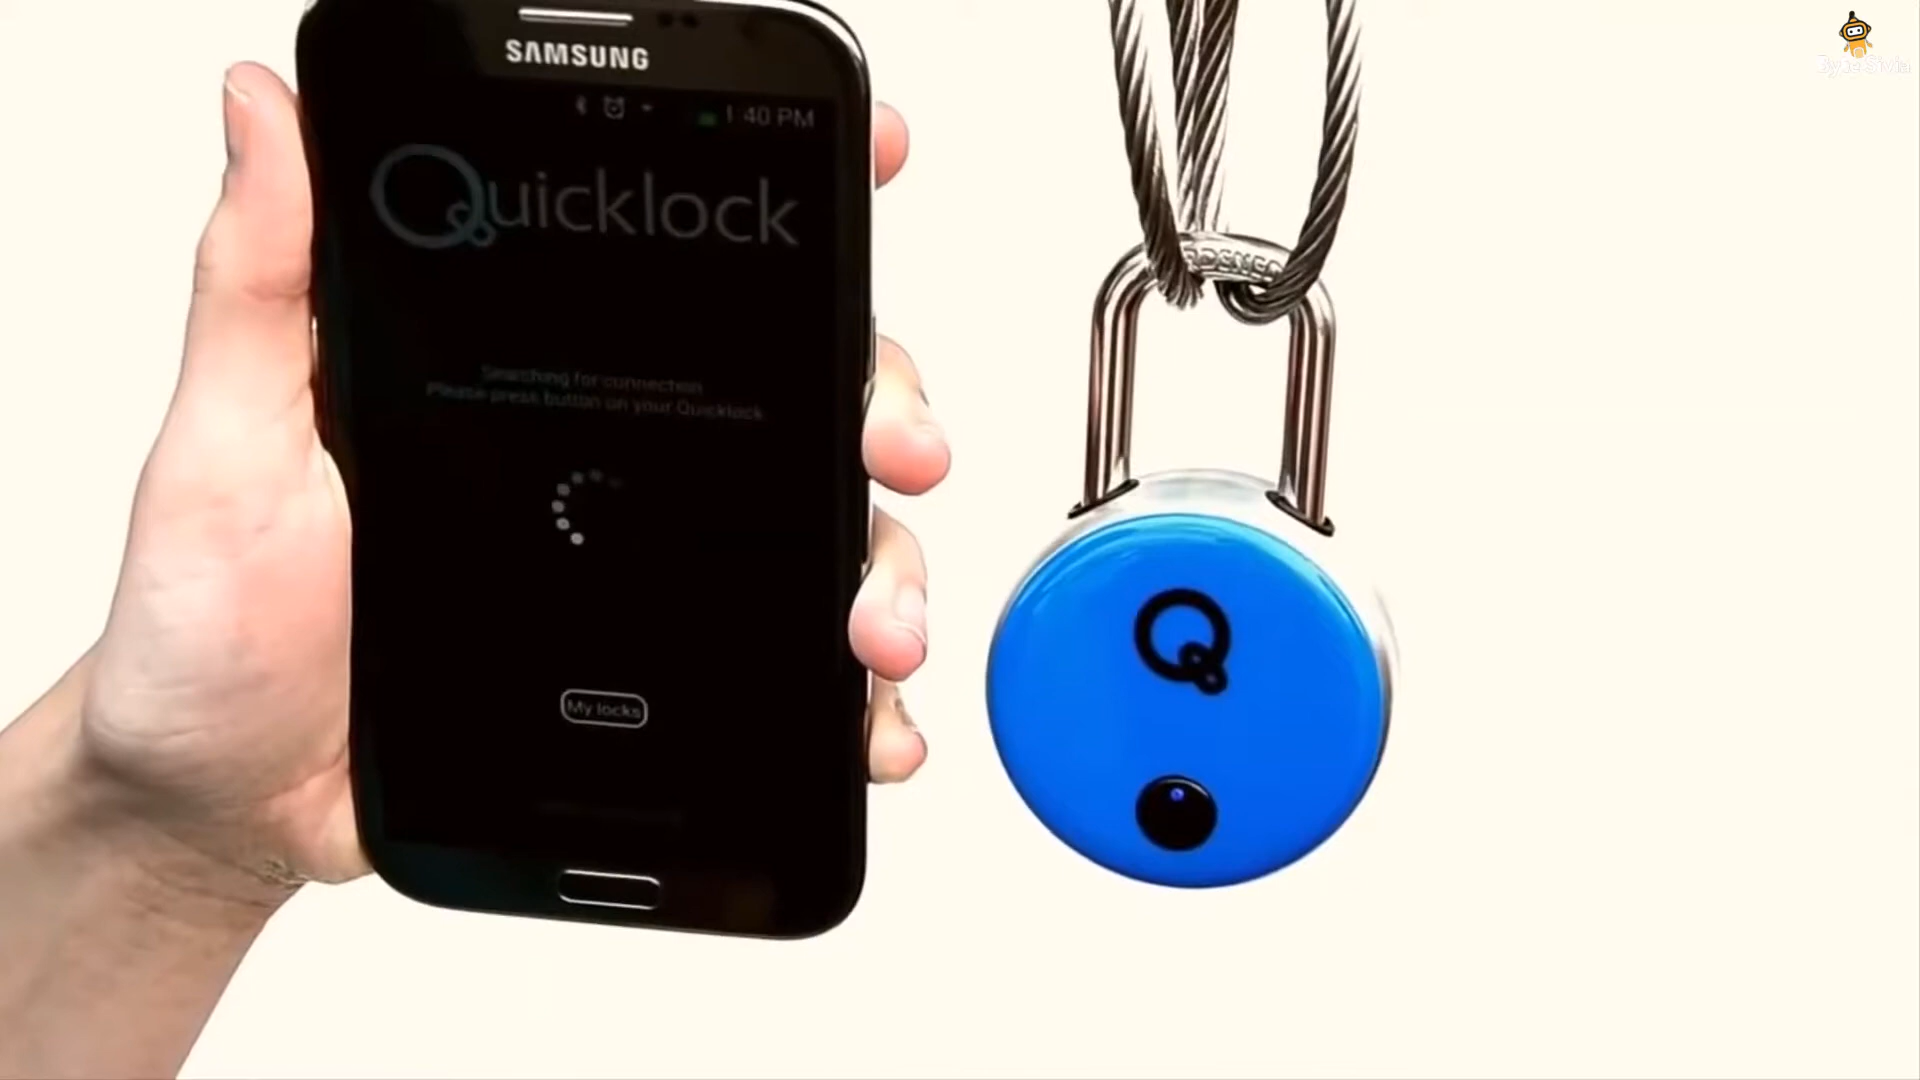 SAMSUNG
1:40 PM
Quicklock
Searching for connection
Please press button on your Quicklock
My locks